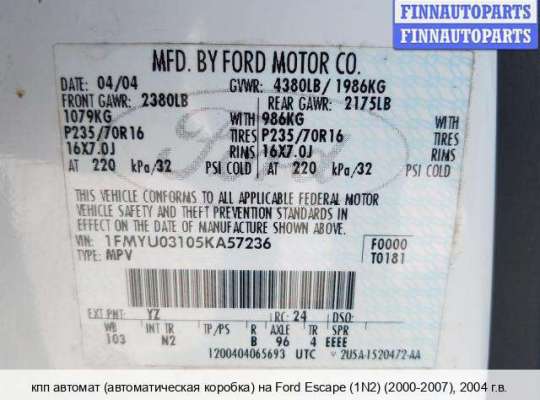 FINNAUTOPARTS
FINNAUTOPARTS
MFD. BY FORD MOTOR CO.
DATE: 04/04 GVWR: 4380LB/ 1986KG
FRONT GAWR: 2380LB REAR GAWR: 2175LB
1079KG WITH 986KG WITH
P235/70R16 TIRES P235/70R16 TIRES
16X7.0J RIMS 16X7.0J RIMS
AT 220 kPa/32 PSI COLD AT 220 kPa/32 PSI COLD
THIS VEHICLE CONFORMS TO ALL APPLICABLE FEDERAL MOTOR
VEHICLE SAFETY AND THEFT PREVENTION STANDARDS IN
EFFECT ON THE DATE OF MANUFACTURE SHOWN ABOVE.
VIN: 1FMYU03105KA57236 F0000
TYPE: MPV T0181
EXT PNT: YZ RC: 24 DSO:
WB INT TR TP/PS R AXLE TR SPR
103 N2 B 96 4 EEEE
1200404065693 UTC 2U5A-1520472-AA
Ford
кпп автомат (автоматическая коробка) на Ford Escape (1N2) (2000-2007), 2004 г.в.